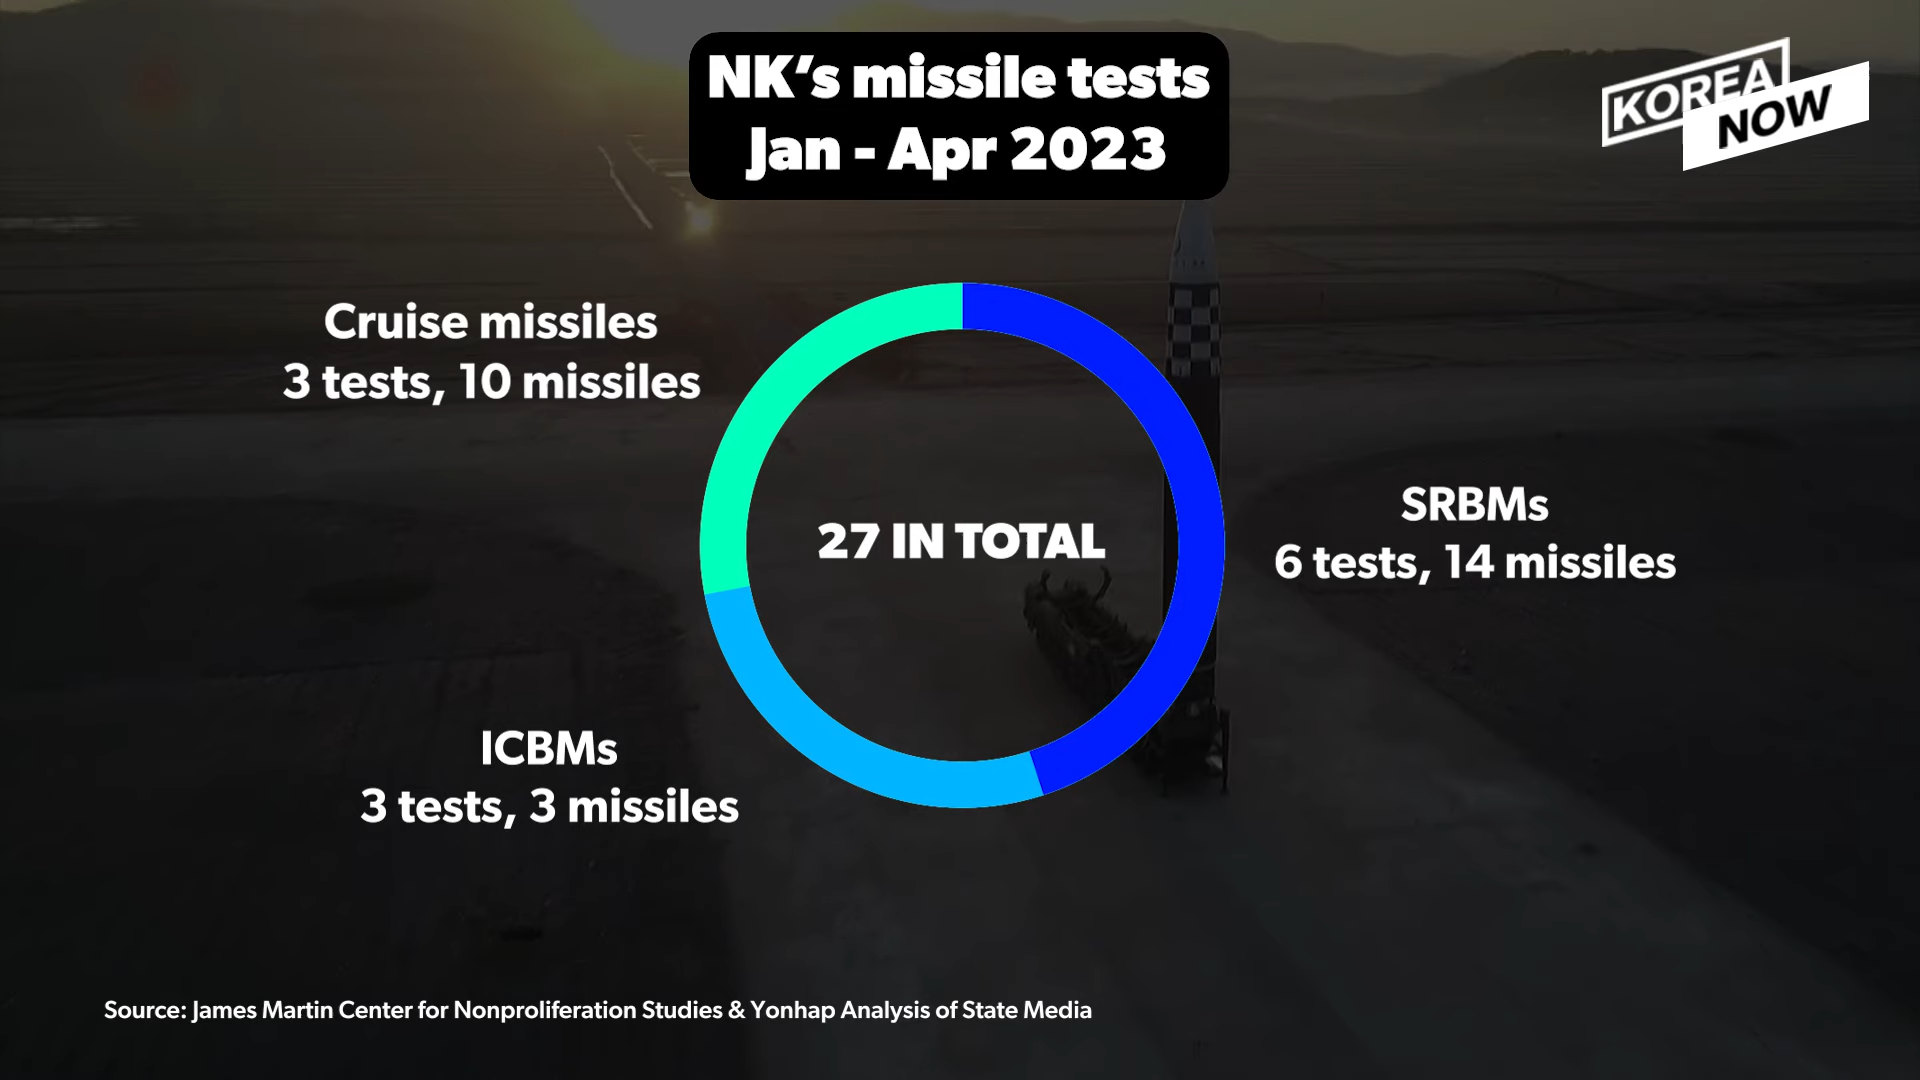 NK’s missile tests
Jan - Apr 2023
KOREA
NOW
Cruise missiles
3 tests, 10 missiles
27 IN TOTAL
SRBMs
6 tests, 14 missiles
ICBMs
3 tests, 3 missiles
Source: James Martin Center for Nonproliferation Studies & Yonhap Analysis of State Media